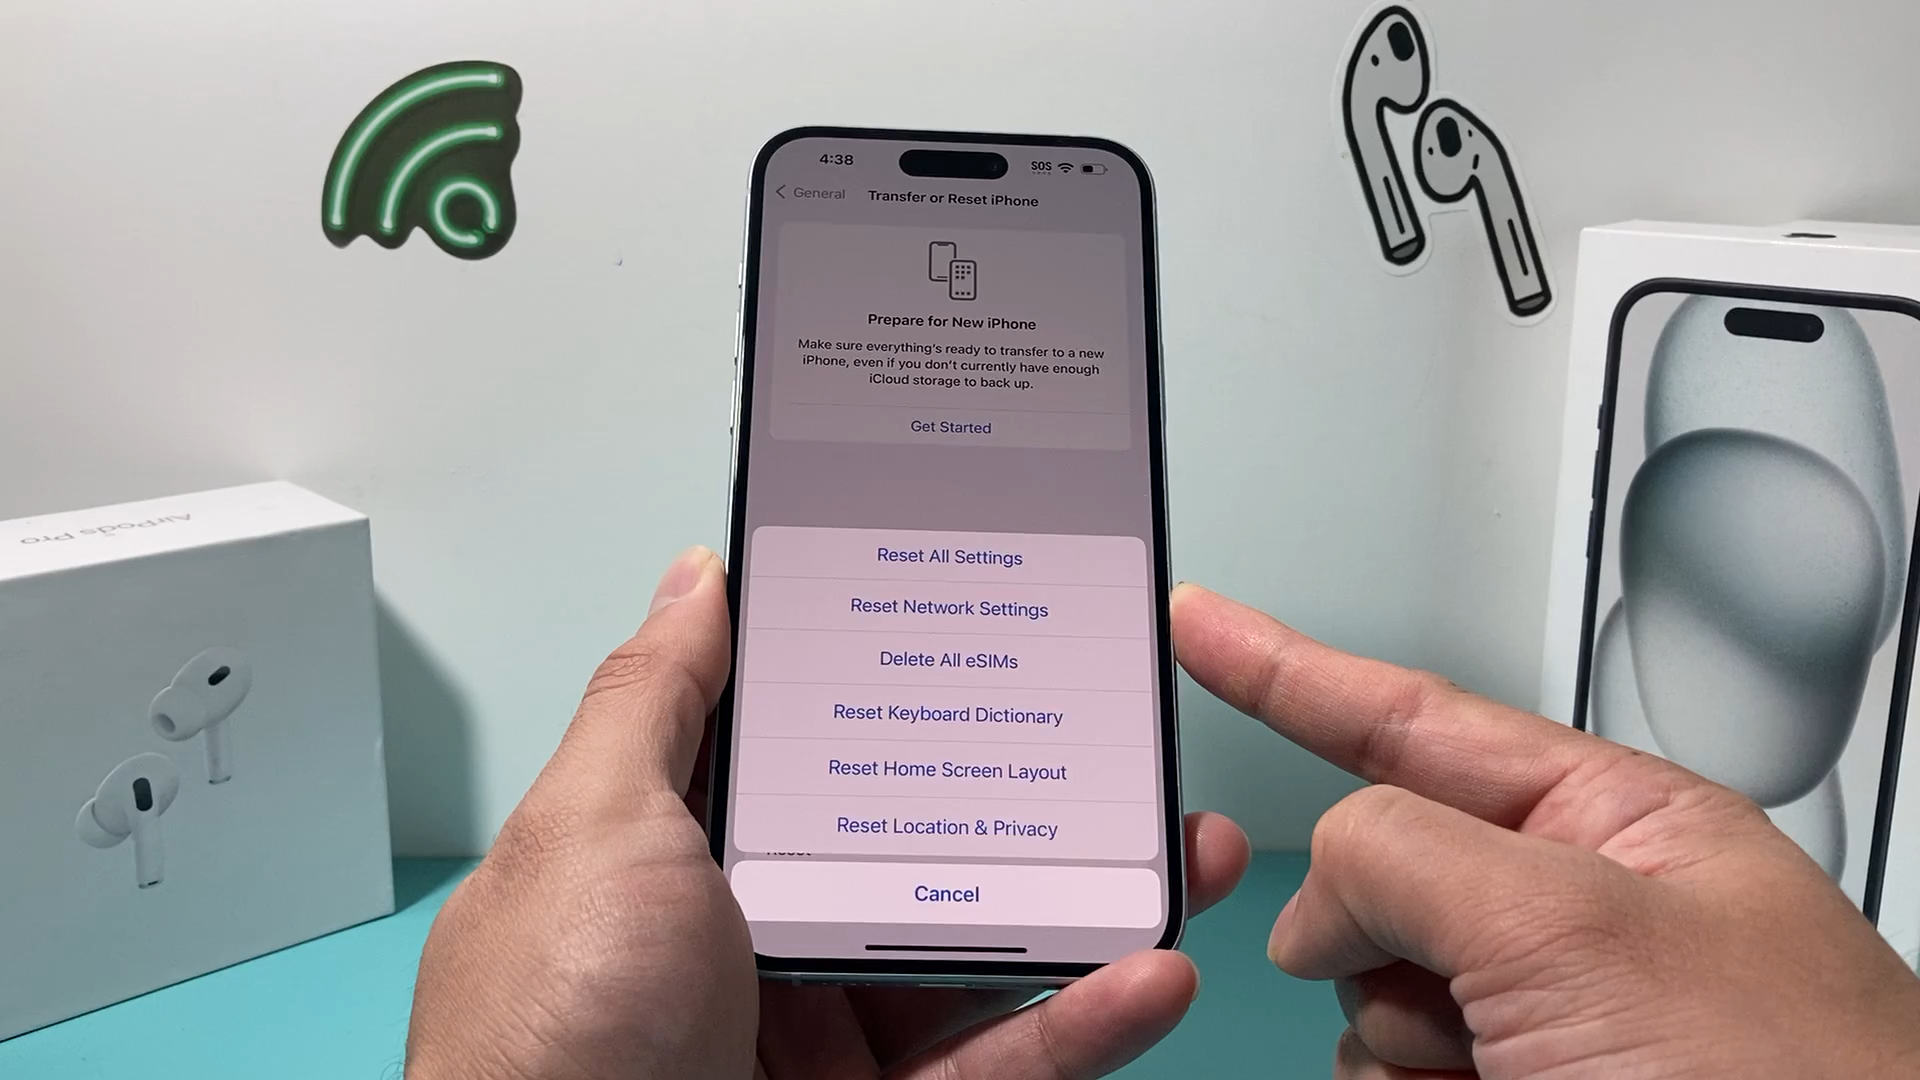 4:38
SOS
General
Transfer or Reset iPhone
Prepare for New iPhone
Make sure everything's ready to transfer to a new
iPhone, even if you don't currently have enough
iCloud storage to back up.
Get Started
Reset All Settings
Reset Network Settings
Delete All eSIMs
Reset Keyboard Dictionary
Reset Home Screen Layout
Reset Location & Privacy
Reset
Cancel
AirPods Pro